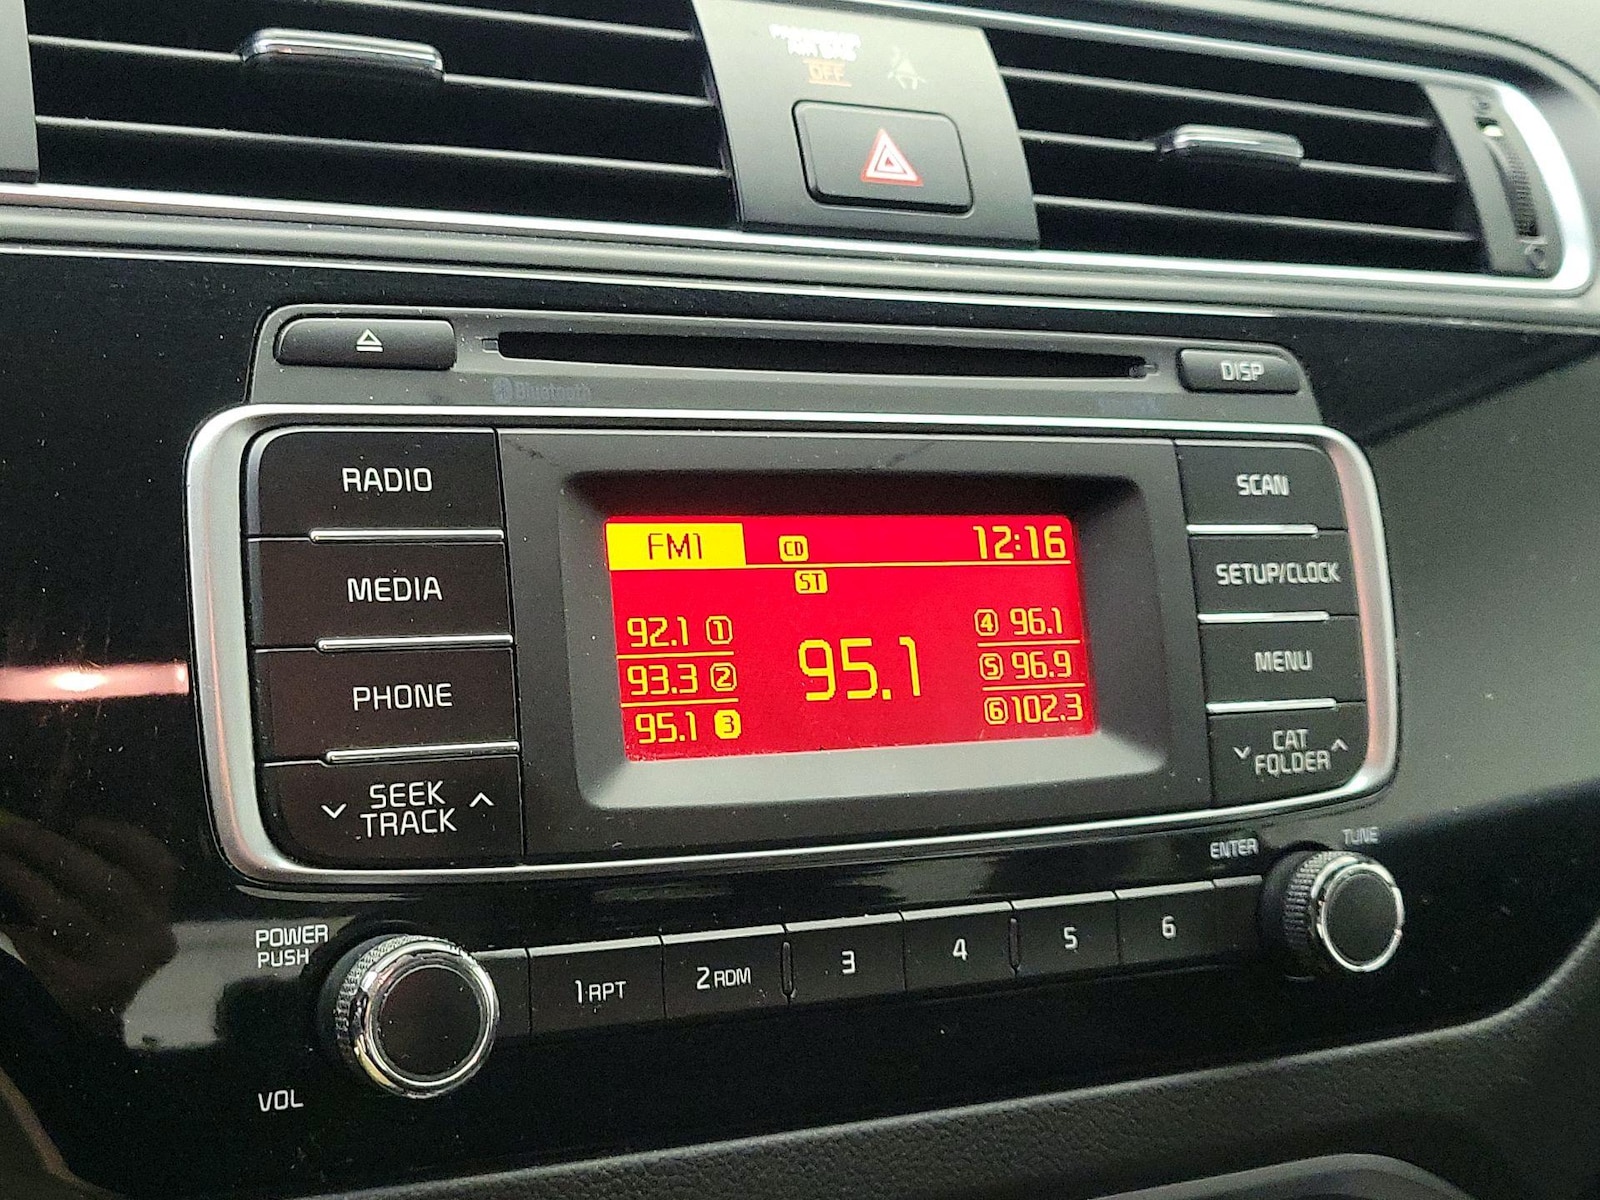 PASSENGER
AIR BAG
OFF
DISP
Bluetooth
RADIO
MEDIA
PHONE
SEEK
TRACK
FM1 CD 12:16
ST
92.1 1
93.3 2
95.1 3
95.1
4 96.1
5 96.9
6 102.3
SCAN
SETUP/CLOCK
MENU
CAT
FOLDER
POWER
PUSH
VOL
1 RPT
2 RDM
3
4
5
6
ENTER
TUNE